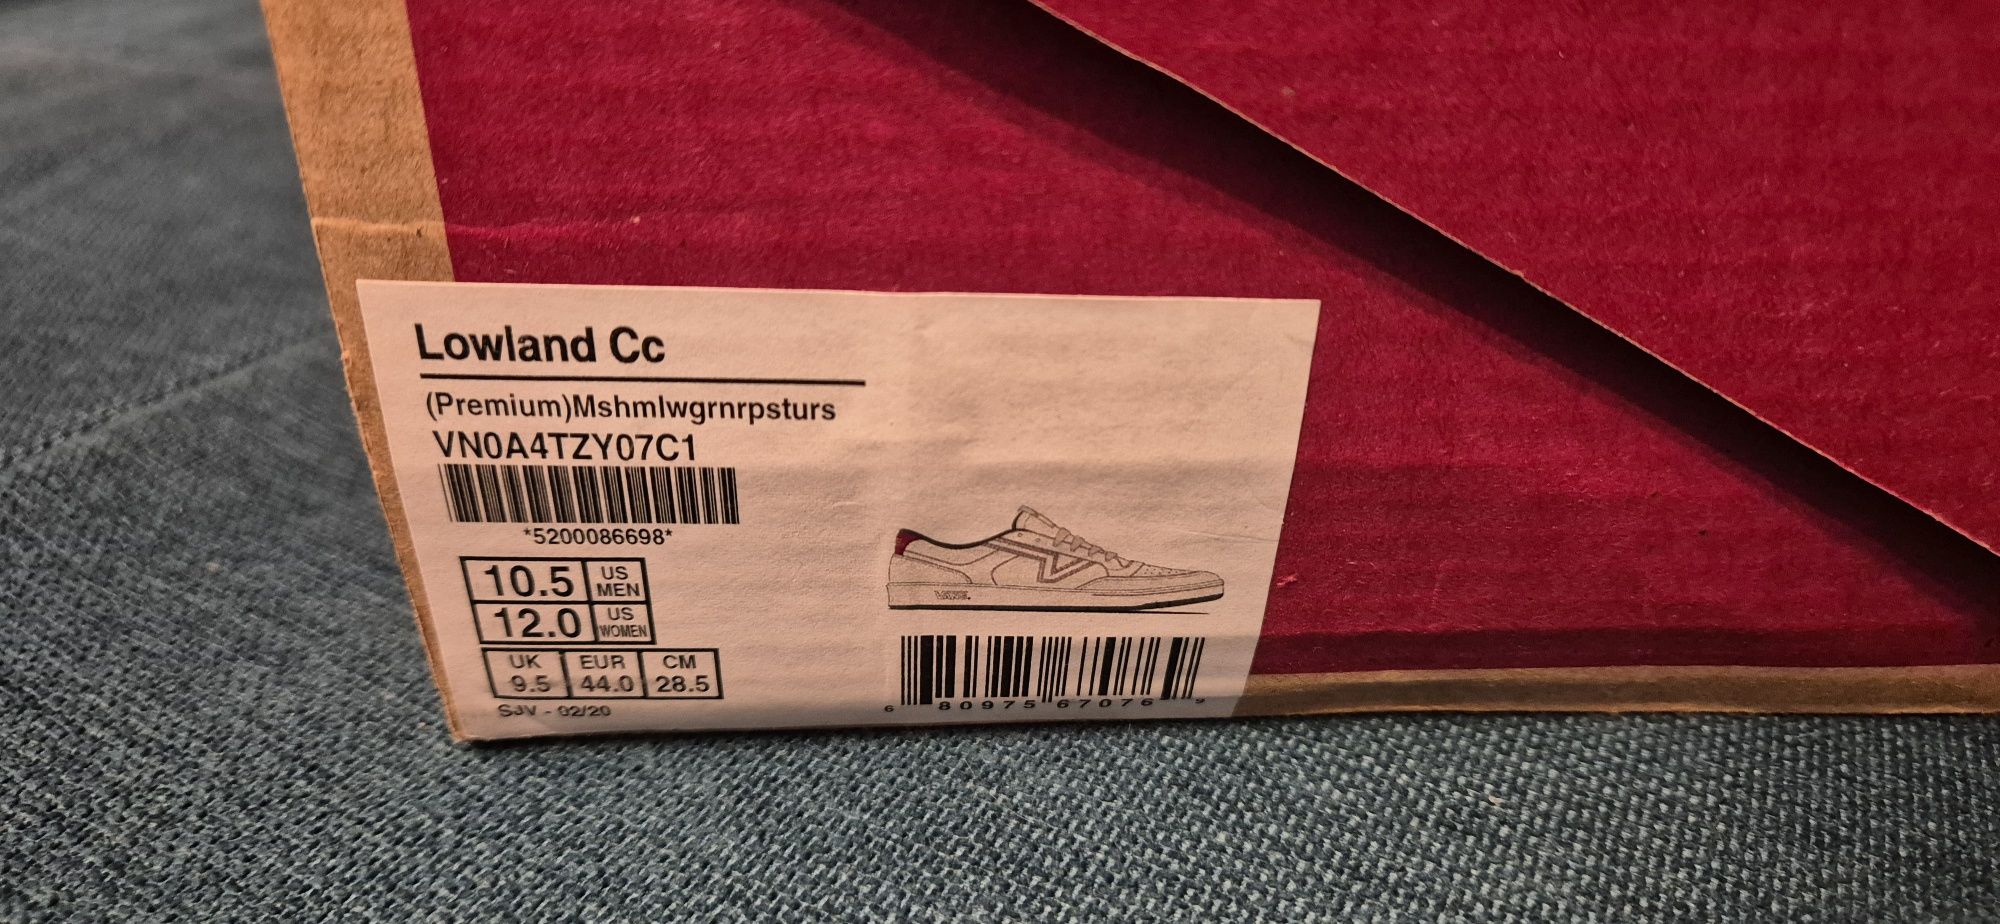 Lowland Cc
(Premium)Mshmlwgrnrpsturs
VN0A4TZY07C1
*5200086698*
10.5 US MEN
12.0 US WOMEN
UK EUR CM
9.5 44.0 28.5
SJV - 02/20
VANS
6 80975 67076 9